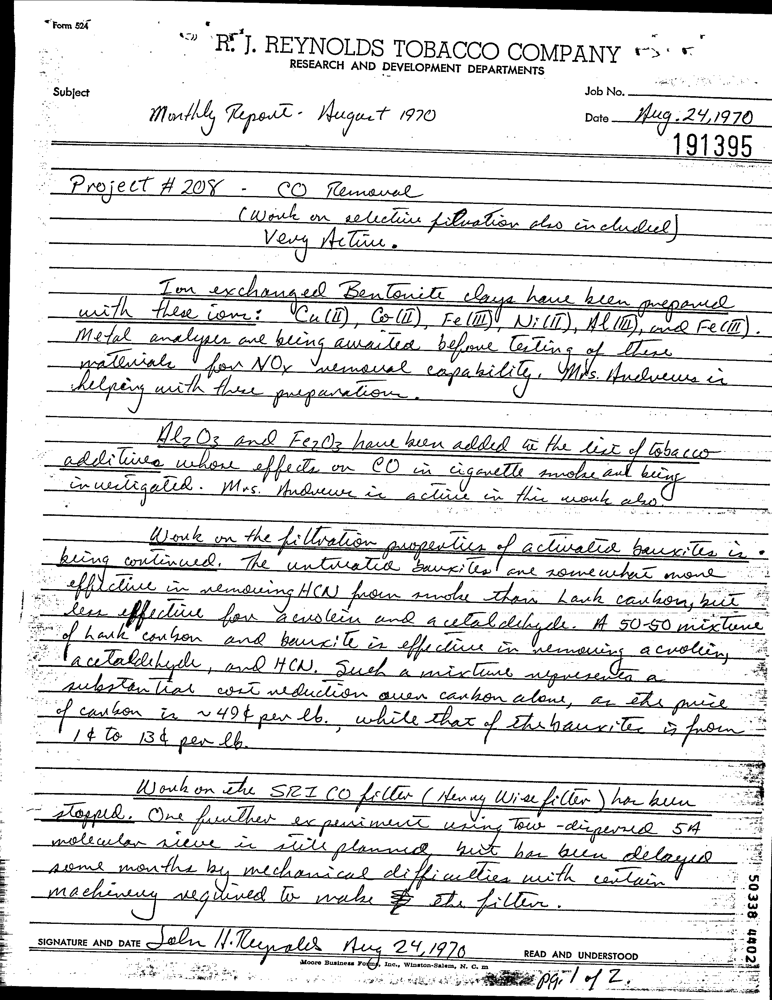 Form 524
R. J. REYNOLDS TOBACCO COMPANY
RESEARCH AND DEVELOPMENT DEPARTMENTS
Subject
Job No.
Monthly Report - August 1970
Date Aug. 24, 1970
191395
Project # 208 - CO Removal
(Work on selective filtration also included)
Very Active.
Ion exchanged Bentonite clays have been prepared
with these ions: Cu(II), Co(II), Fe(III), Ni(II), Al(III), and Fe(III).
Metal analyses are being awaited before testing of these
materials for NOx removal capability. Mrs. Andrews is
helping with these preparations.
Al2O3 and Fe2O3 have been added to the list of tobacco
additives whose effects on CO in cigarette smoke are being
investigated. Mrs. Andrews is active in this work also.
Work on the filtration properties of activated bauxites is
being continued. The untreated bauxites are somewhat more
effective in removing HCN from smoke than Lark carbon, but
less effective for acrolein and acetaldehyde. A 50-50 mixture
of Lark carbon and bauxite is effective in removing acrolein,
acetaldehyde, and HCN. Such a mixture represents a
substantial cost reduction over carbon alone, as the price
of carbon is ~49¢ per lb., while that of the bauxites is from
1¢ to 13¢ per lb.
Work on the SRI CO filter (Henry Wise filter) has been
stopped. One further experiment using tow-dispersed 5A
molecular sieve is still planned but has been delayed
some months by mechanical difficulties with certain
machinery required to make the filter.
SIGNATURE AND DATE John H. Reynolds Aug 24, 1970
READ AND UNDERSTOOD
Moore Business Forms, Inc., Winston-Salem, N. C.
pg. 1 of 2.
50338 4402